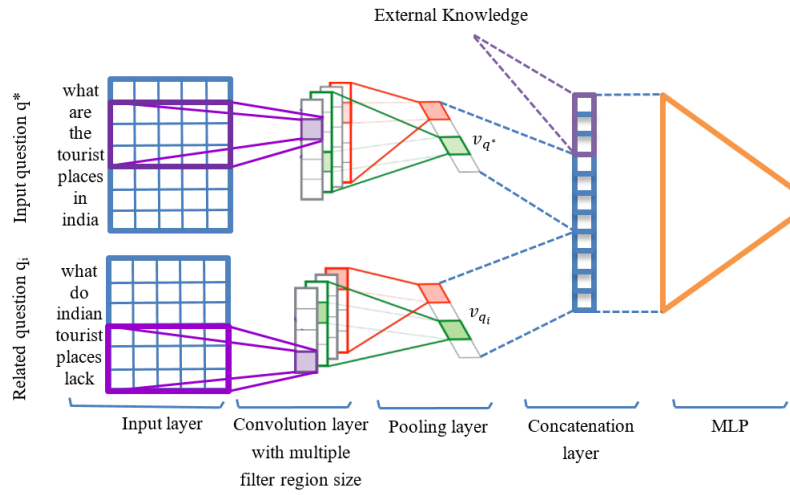 External Knowledge
Input question q*
what
are
the
tourist
places
in
india
v_{q*}
Related question q_i
what
do
indian
tourist
places
lack
v_{q_i}
Input layer
Convolution layer
with multiple
filter region size
Pooling layer
Concatenation
layer
MLP